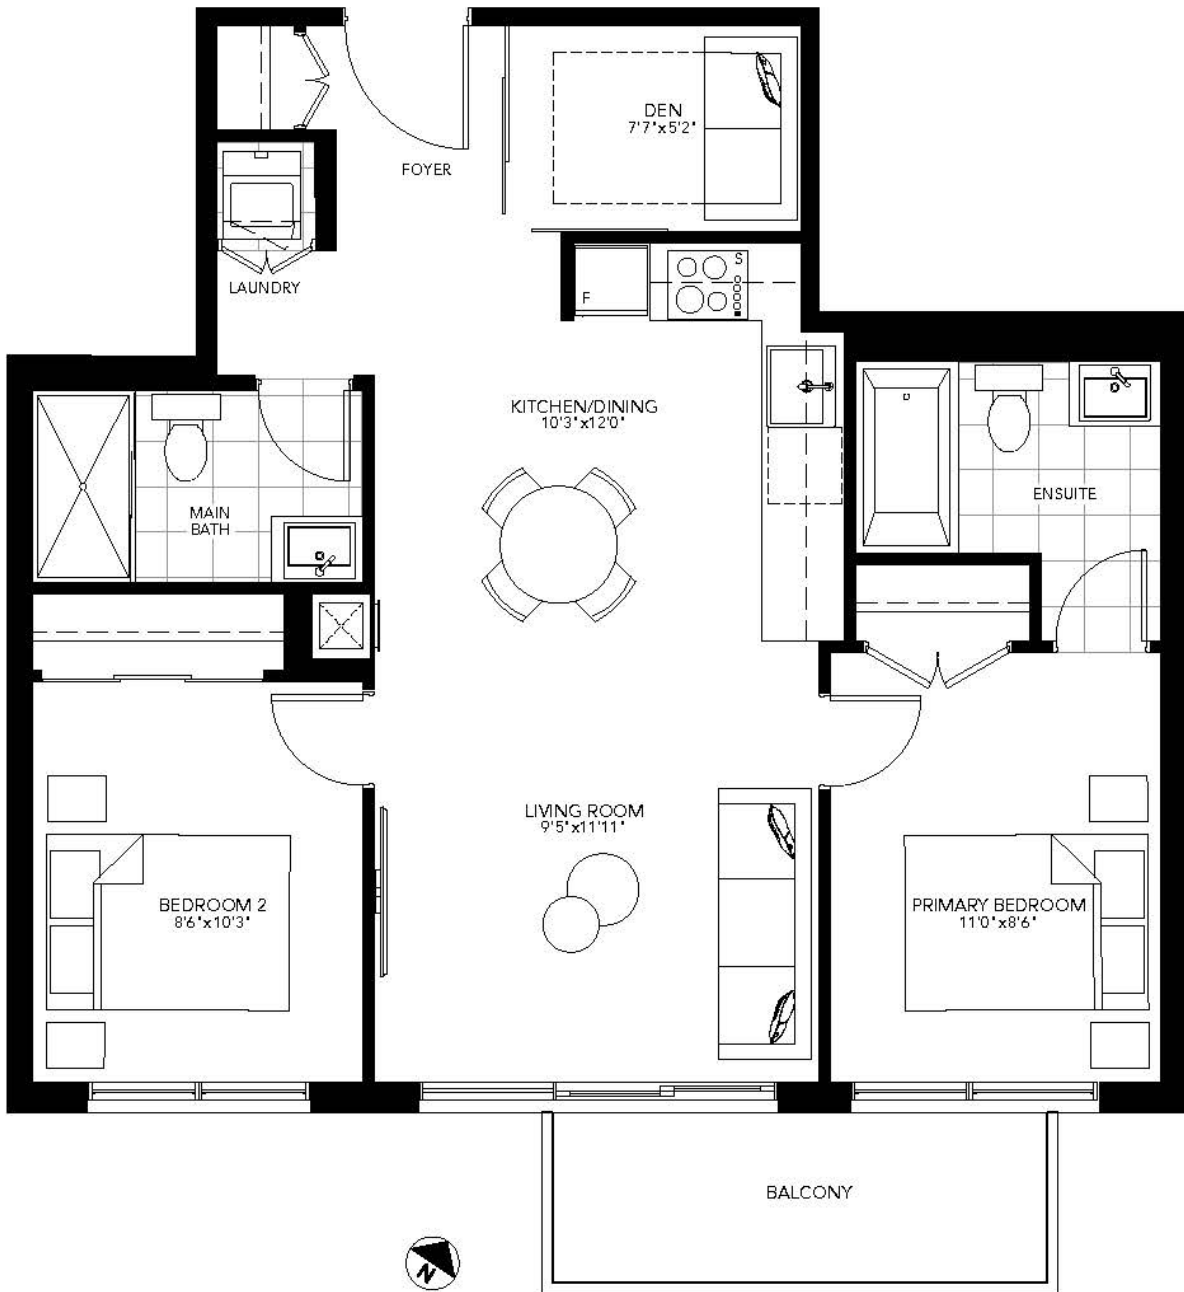 DEN
7'7"x5'2"
FOYER
S
F
LAUNDRY
KITCHEN/DINING
10'3"x12'0"
MAIN
BATH
ENSUITE
LIVING ROOM
9'5"x11'11"
BEDROOM 2
8'6"x10'3"
PRIMARY BEDROOM
11'0"x8'6"
BALCONY
N